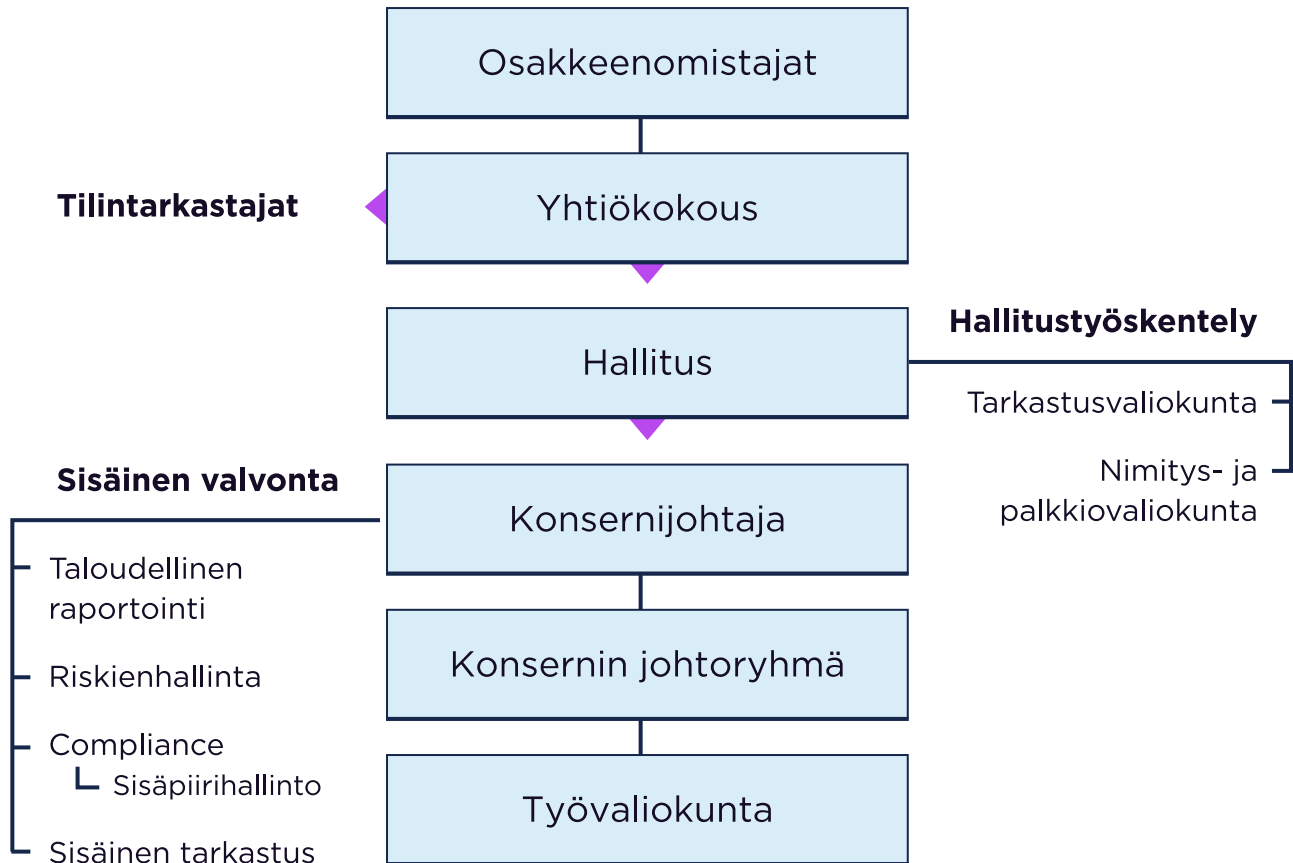 Osakkeenomistajat
Tilintarkastajat
Yhtiökokous
Hallitustyöskentely
Hallitus
Tarkastusvaliokunta
Nimitys- ja
palkkiovaliokunta
Sisäinen valvonta
Konsernijohtaja
Taloudellinen
raportointi
Riskienhallinta
Compliance
Sisäpiirihallinto
Sisäinen tarkastus
Konsernin johtoryhmä
Työvaliokunta